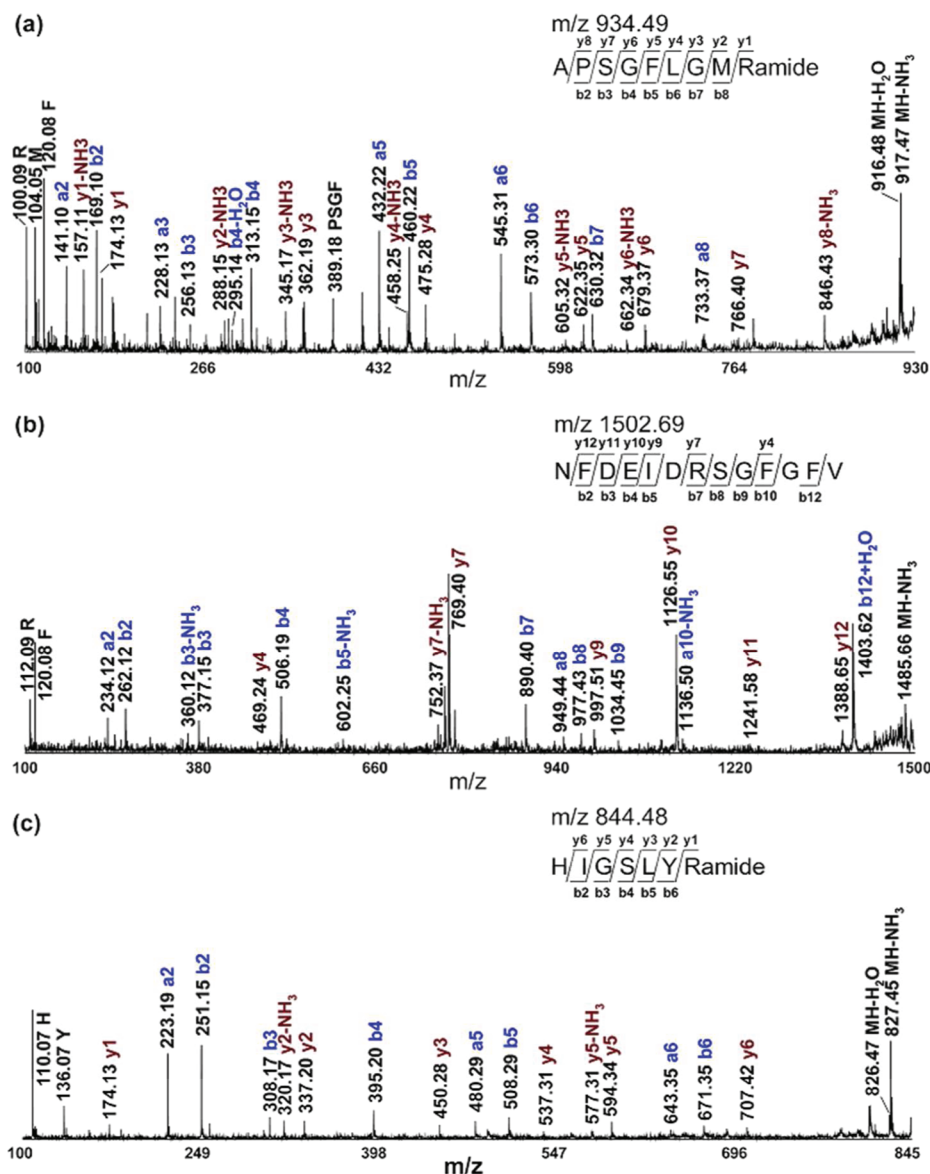 (a)
m/z 934.49
y8 y7 y6 y5 y4 y3 y2 y1
APSGFLGMRamide
b2 b3 b4 b5 b6 b7 b8
100.09 R
104.05 M
120.08 F
141.10 a2
157.11 y1-NH3
169.10 b2
174.13 y1
228.13 a3
256.13 b3
288.15 y2-NH3
295.14 b4-H2O
313.15 b4
345.17 y3-NH3
362.19 y3
389.18 PSGF
432.22 a5
458.25 y4-NH3
460.22 b5
475.28 y4
545.31 a6
573.30 b6
605.32 y5-NH3
622.35 y5
630.32 b7
662.34 y6-NH3
679.37 y6
733.37 a8
766.40 y7
846.43 y8-NH3
916.48 MH-H2O
917.47 MH-NH3
100 266 432 598 764 930
m/z
(b)
m/z 1502.69
y12 y11 y10 y9 y7 y4
NFDEIDRSGFGFV
b2 b3 b4 b5 b7 b8 b9 b10 b12
112.09 R
120.08 F
234.12 a2
262.12 b2
360.12 b3-NH3
377.15 b3
469.24 y4
506.19 b4
602.25 b5-NH3
752.37 y7-NH3
769.40 y7
890.40 b7
949.44 a8
977.43 b8
997.51 y9
1034.45 b9
1126.55 y10
1136.50 a10-NH3
1241.58 y11
1388.65 y12
1403.62 b12+H2O
1485.66 MH-NH3
100 380 660 940 1220 1500
m/z
(c)
m/z 844.48
y6 y5 y4 y3 y2 y1
HIGSLYRamide
b2 b3 b4 b5 b6
110.07 H
136.07 Y
174.13 y1
223.19 a2
251.15 b2
308.17 b3
320.17 y2-NH3
337.20 y2
395.20 b4
450.28 y3
480.29 a5
508.29 b5
537.31 y4
577.31 y5-NH3
594.34 y5
643.35 a6
671.35 b6
707.42 y6
826.47 MH-H2O
827.45 MH-NH3
100 249 398 547 696 845
m/z